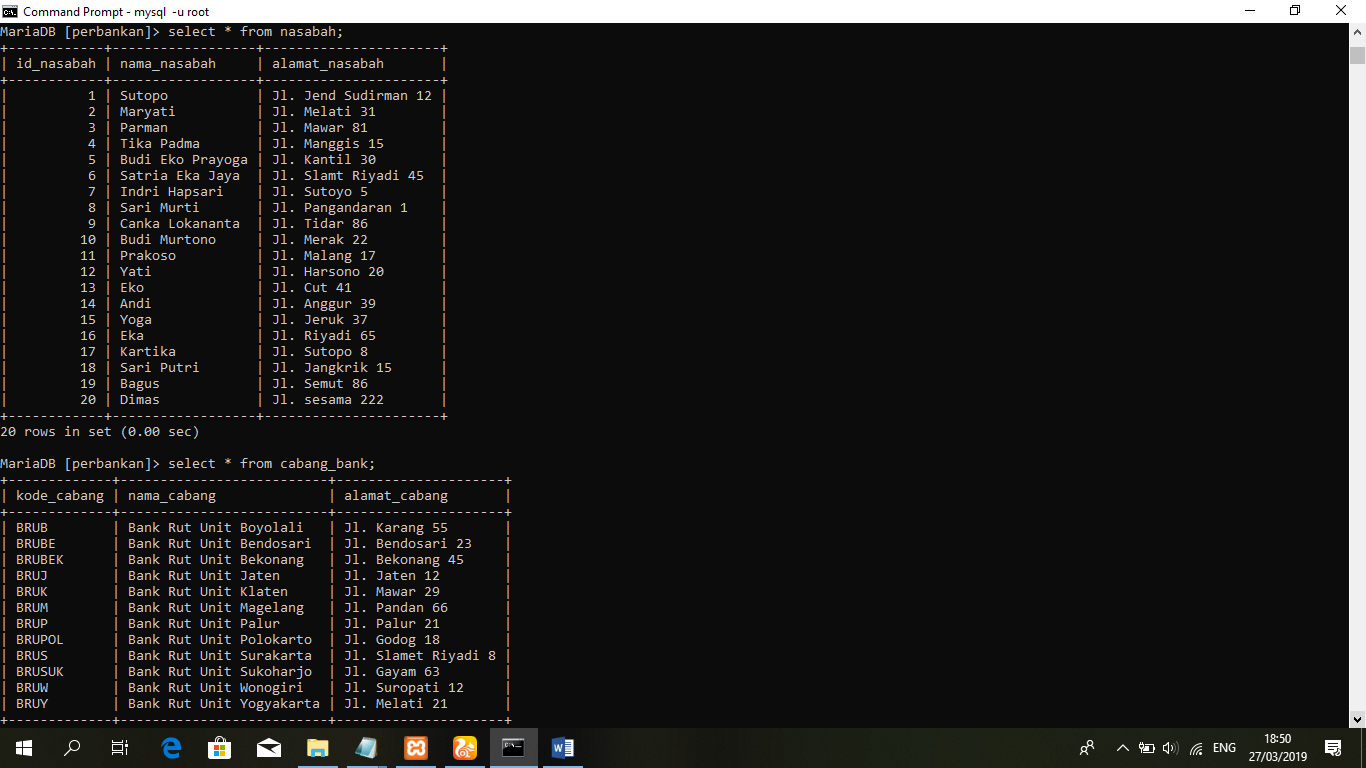 Command Prompt - mysql -u root
MariaDB [perbankan]> select * from nasabah;
+------------+------------------+----------------------+
| id_nasabah | nama_nasabah     | alamat_nasabah       |
+------------+------------------+----------------------+
|          1 | Sutopo           | Jl. Jend Sudirman 12 |
|          2 | Maryati          | Jl. Melati 31        |
|          3 | Parman           | Jl. Mawar 81         |
|          4 | Tika Padma       | Jl. Manggis 15       |
|          5 | Budi Eko Prayoga | Jl. Kantil 30        |
|          6 | Satria Eka Jaya  | Jl. Slamt Riyadi 45  |
|          7 | Indri Hapsari    | Jl. Sutoyo 5         |
|          8 | Sari Murti       | Jl. Pangandaran 1    |
|          9 | Canka Lokananta  | Jl. Tidar 86         |
|         10 | Budi Murtono     | Jl. Merak 22         |
|         11 | Prakoso          | Jl. Malang 17        |
|         12 | Yati             | Jl. Harsono 20       |
|         13 | Eko              | Jl. Cut 41           |
|         14 | Andi             | Jl. Anggur 39        |
|         15 | Yoga             | Jl. Jeruk 37         |
|         16 | Eka              | Jl. Riyadi 65        |
|         17 | Kartika          | Jl. Sutopo 8         |
|         18 | Sari Putri       | Jl. Jangkrik 15      |
|         19 | Bagus            | Jl. Semut 86         |
|         20 | Dimas            | Jl. sesama 222       |
+------------+------------------+----------------------+
20 rows in set (0.00 sec)
MariaDB [perbankan]> select * from cabang_bank;
+-------------+--------------------------+---------------------+
| kode_cabang | nama_cabang              | alamat_cabang       |
+-------------+--------------------------+---------------------+
| BRUB        | Bank Rut Unit Boyolali   | Jl. Karang 55       |
| BRUBE       | Bank Rut Unit Bendosari  | Jl. Bendosari 23    |
| BRUBEK      | Bank Rut Unit Bekonang   | Jl. Bekonang 45     |
| BRUJ        | Bank Rut Unit Jaten      | Jl. Jaten 12        |
| BRUK        | Bank Rut Unit Klaten     | Jl. Mawar 29        |
| BRUM        | Bank Rut Unit Magelang   | Jl. Pandan 66       |
| BRUP        | Bank Rut Unit Palur      | Jl. Palur 21        |
| BRUPOL      | Bank Rut Unit Polokarto  | Jl. Godog 18        |
| BRUS        | Bank Rut Unit Surakarta  | Jl. Slamet Riyadi 8 |
| BRUSUK      | Bank Rut Unit Sukoharjo  | Jl. Gayam 63        |
| BRUW        | Bank Rut Unit Wonogiri   | Jl. Suropati 12     |
| BRUY        | Bank Rut Unit Yogyakarta | Jl. Melati 21       |
+-------------+--------------------------+---------------------+
ENG
18:50
27/03/2019